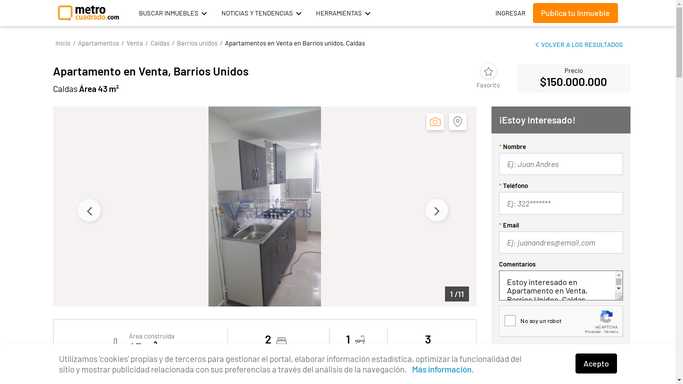 metro
cuadrado.com
BUSCAR INMUEBLES
NOTICIAS Y TENDENCIAS
HERRAMIENTAS
INGRESAR
Publica tu Inmueble
Inicio / Apartamentos / Venta / Caldas / Barrios unidos / Apartamentos en Venta en Barrios unidos, Caldas
VOLVER A LOS RESULTADOS
Apartamento en Venta, Barrios Unidos
Caldas Área 43 m²
Favorito
Precio
$150.000.000
1 /11
¡Estoy Interesado!
* Nombre
Ej: Juan Andres
* Teléfono
Ej: 322*******
* Email
Ej: juanandres@email.com
Comentarios
Estoy interesado en
Apartamento en Venta,
Barrios Unidos, Caldas
No soy un robot
reCAPTCHA
Privacidad - Términos
Área construida
2
1
3
Utilizamos 'cookies' propias y de terceros para gestionar el portal, elaborar información estadística, optimizar la funcionalidad del
sitio y mostrar publicidad relacionada con sus preferencias a través del análisis de la navegación. Más información.
Acepto